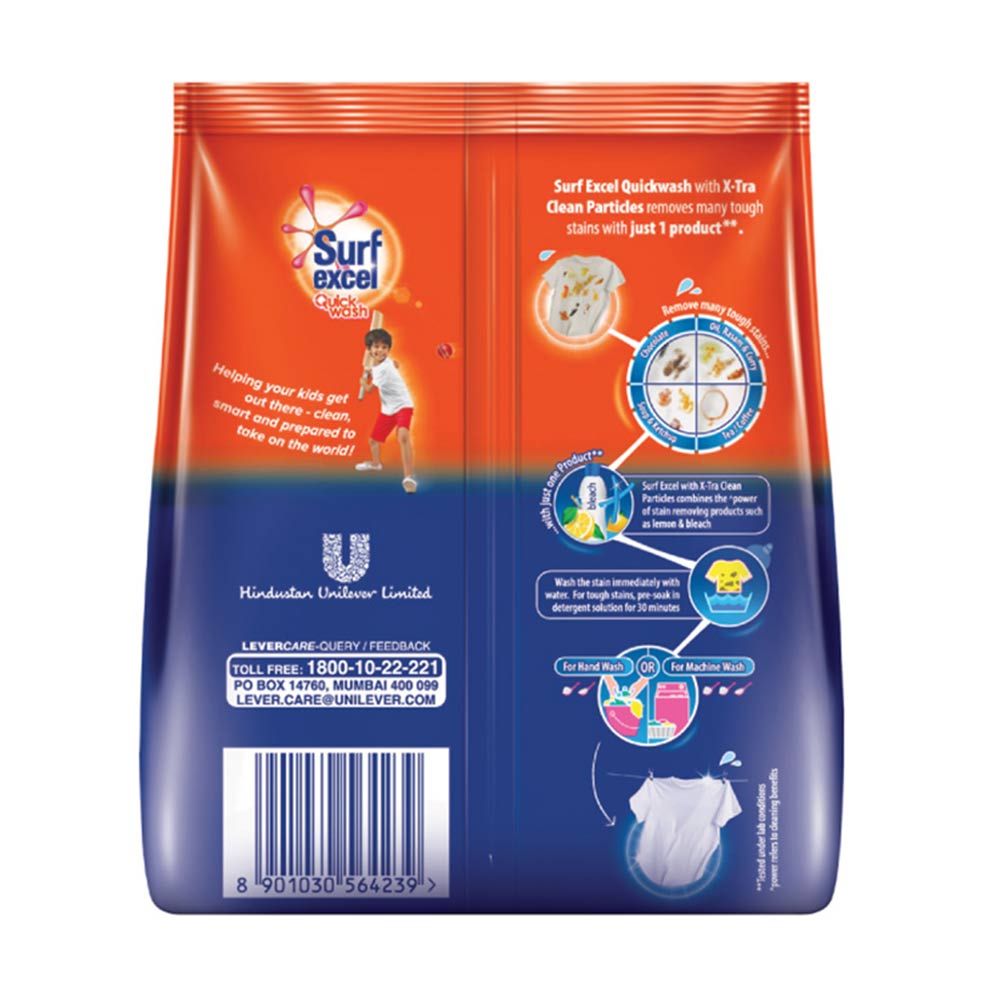 Surf
excel
Quick
wash
Helping your kids get
out there - clean,
smart and prepared to
take on the world!
Hindustan Unilever Limited
LEVERCARE-QUERY / FEEDBACK
TOLL FREE: 1800-10-22-221
PO BOX 14760, MUMBAI 400 099
LEVER.CARE@UNILEVER.COM
8 901030 564239 >
Surf Excel Quickwash with X-Tra
Clean Particles removes many tough
stains with just 1 product**.
Remove many tough stains...
Chocolate
Oil, Rasam & Curry
Soup & Ketchup
Tea / Coffee
...with just one Product**
bleach
Surf Excel with X-Tra Clean
Particles combines the ^power
of stain removing products such
as lemon & bleach
Wash the stain immediately with
water. For tough stains, pre-soak in
detergent solution for 30 minutes
For Hand Wash OR For Machine Wash
**Tested under lab conditions
^power refers to cleaning benefits